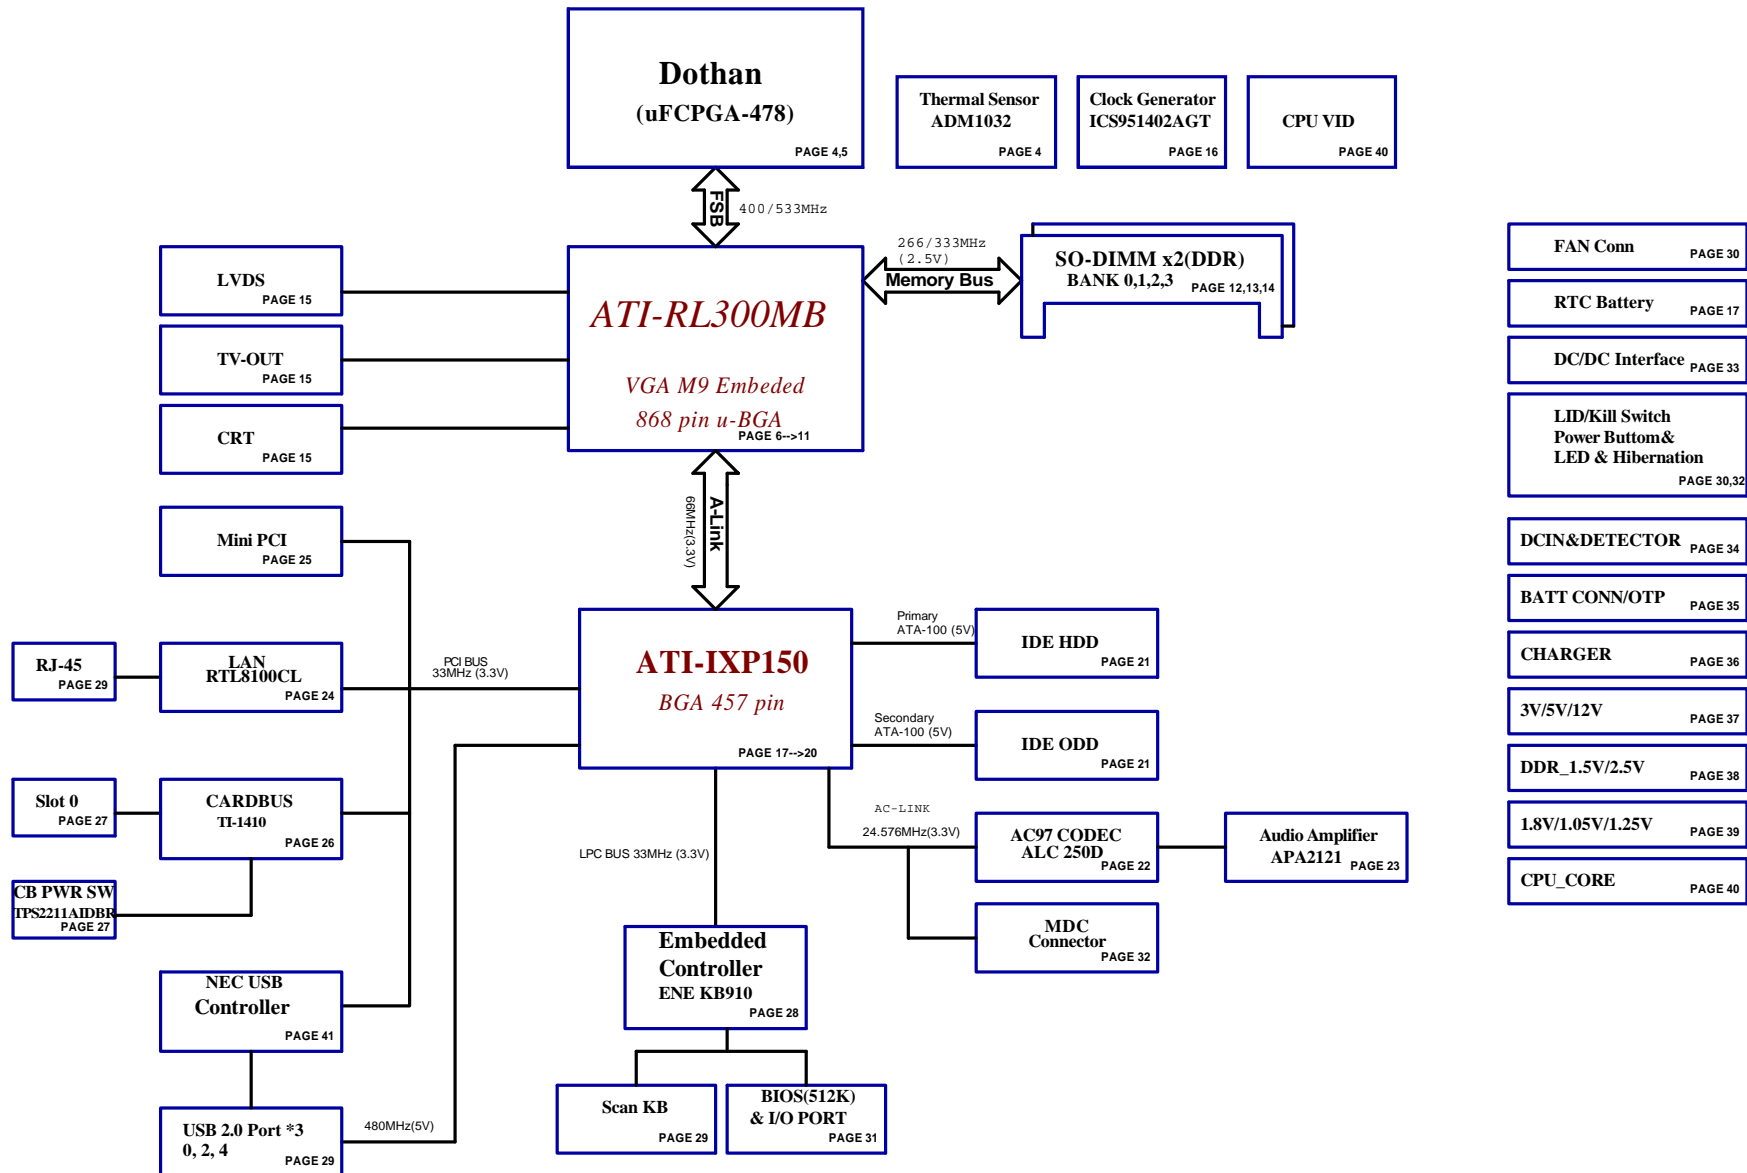 Dothan
(uFCPGA-478)
PAGE 4,5
Thermal Sensor
ADM1032
PAGE 4
Clock Generator
ICS951402AGT
PAGE 16
CPU VID
PAGE 40
FSB
400/533MHz
LVDS
PAGE 15
TV-OUT
PAGE 15
CRT
PAGE 15
ATI-RL300MB
VGA M9 Embeded
868 pin u-BGA
PAGE 6-->11
266/333MHz
(2.5V)
Memory Bus
SO-DIMM x2(DDR)
BANK 0,1,2,3
PAGE 12,13,14
FAN Conn
PAGE 30
RTC Battery
PAGE 17
DC/DC Interface
PAGE 33
LID/Kill Switch
Power Buttom&
LED & Hibernation
PAGE 30,32
DCIN&DETECTOR
PAGE 34
BATT CONN/OTP
PAGE 35
CHARGER
PAGE 36
3V/5V/12V
PAGE 37
DDR_1.5V/2.5V
PAGE 38
1.8V/1.05V/1.25V
PAGE 39
CPU_CORE
PAGE 40
A-Link
66MHz(3.3V)
Mini PCI
PAGE 25
RJ-45
PAGE 29
LAN
RTL8100CL
PAGE 24
PCI BUS
33MHz (3.3V)
ATI-IXP150
BGA 457 pin
PAGE 17-->20
Primary
ATA-100 (5V)
IDE HDD
PAGE 21
Secondary
ATA-100 (5V)
IDE ODD
PAGE 21
Slot 0
PAGE 27
CARDBUS
TI-1410
PAGE 26
CB PWR SW
TPS2211AIDBR
PAGE 27
LPC BUS 33MHz (3.3V)
AC-LINK
24.576MHz(3.3V)
AC97 CODEC
ALC 250D
PAGE 22
Audio Amplifier
APA2121
PAGE 23
MDC
Connector
PAGE 32
Embedded
Controller
ENE KB910
PAGE 28
NEC USB
Controller
PAGE 41
Scan KB
PAGE 29
BIOS(512K)
& I/O PORT
PAGE 31
USB 2.0 Port *3
0, 2, 4
PAGE 29
480MHz(5V)